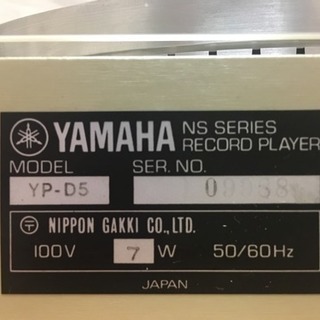 YAMAHA NS SERIES RECORD PLAYER
MODEL SER. NO.
YP-D5
〒 NIPPON GAKKI CO., LTD.
100V 7 W 50/60Hz
JAPAN